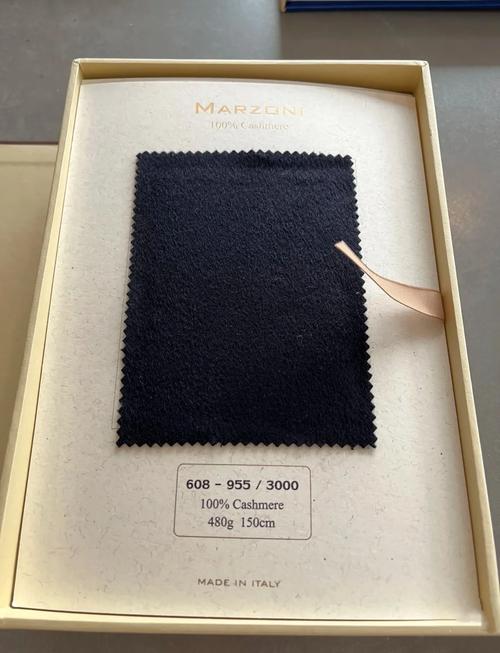 MARZONI
100% Cashmere
608 - 955 / 3000
100% Cashmere
480g 150cm
MADE IN ITALY